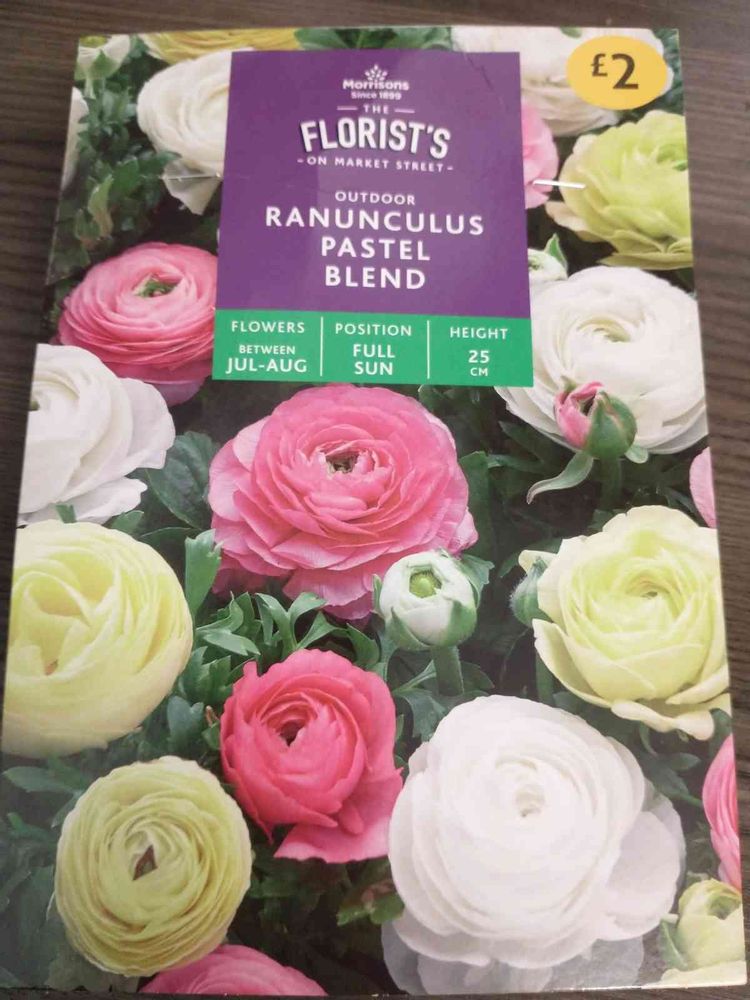 £2
Morrisons
Since 1899
THE
FLORIST'S
- ON MARKET STREET -
OUTDOOR
RANUNCULUS
PASTEL
BLEND
FLOWERS
BETWEEN
JUL-AUG
POSITION
FULL
SUN
HEIGHT
25
CM